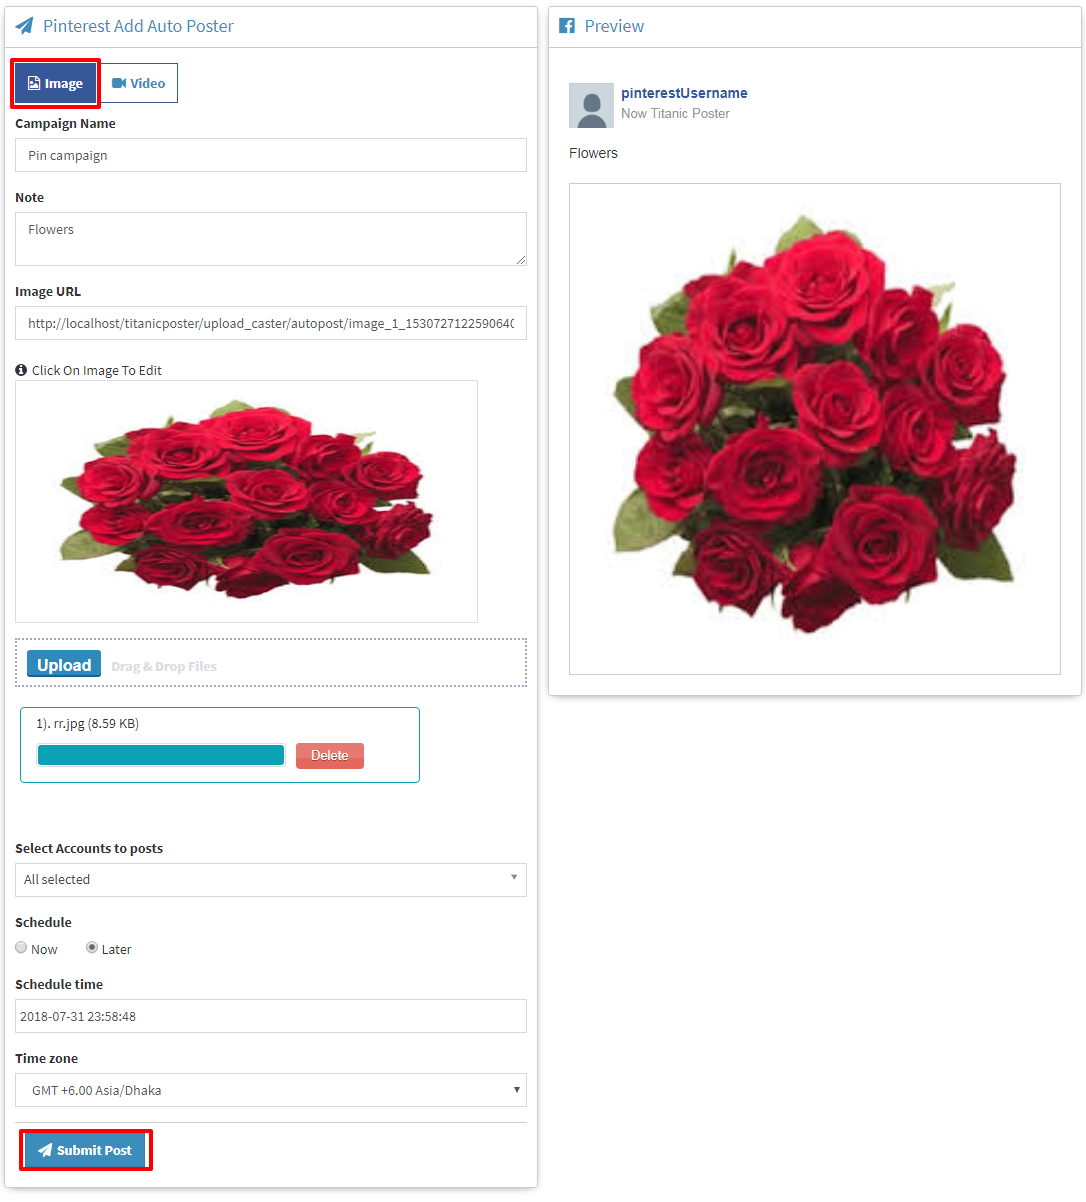 Pinterest Add Auto Poster
Image
Video
Campaign Name
Pin campaign
Note
Flowers
Image URL
http://localhost/titanicposter/upload_caster/autopost/image_1_1530727122590640
Click On Image To Edit
Upload Drag & Drop Files
1). rr.jpg (8.59 KB)
Delete
Select Accounts to posts
All selected
Schedule
Now Later
Schedule time
2018-07-31 23:58:48
Time zone
GMT +6.00 Asia/Dhaka
Submit Post
Preview
pinterestUsername
Now Titanic Poster
Flowers